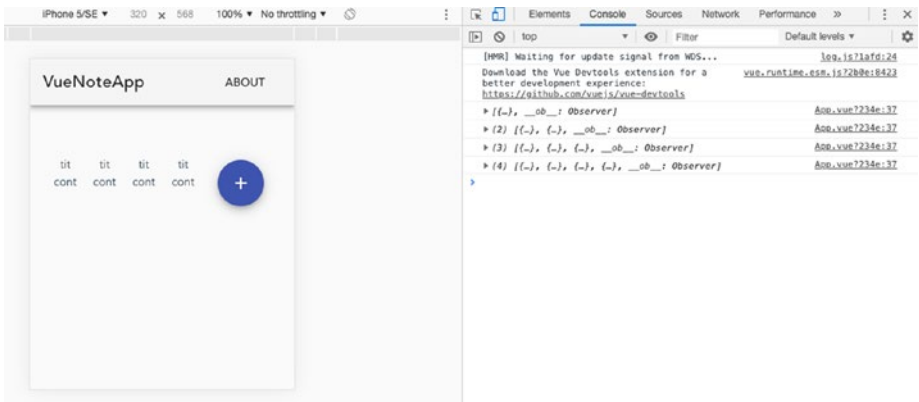 iPhone 5/SE ▼ 320 x 568 100% ▼ No throttling ▼
VueNoteApp ABOUT
tit tit tit tit
cont cont cont cont
+
Elements Console Sources Network Performance »
top ▼ Filter Default levels ▼
[HMR] Waiting for update signal from WDS... log.js?1afd:24
Download the Vue Devtools extension for a vue.runtime.esm.js?2b0e:8423
better development experience:
https://github.com/vuejs/vue-devtools
▸ [{…}, __ob__: Observer] App.vue?234e:37
▸ (2) [{…}, {…}, __ob__: Observer] App.vue?234e:37
▸ (3) [{…}, {…}, {…}, __ob__: Observer] App.vue?234e:37
▸ (4) [{…}, {…}, {…}, {…}, __ob__: Observer] App.vue?234e:37
>